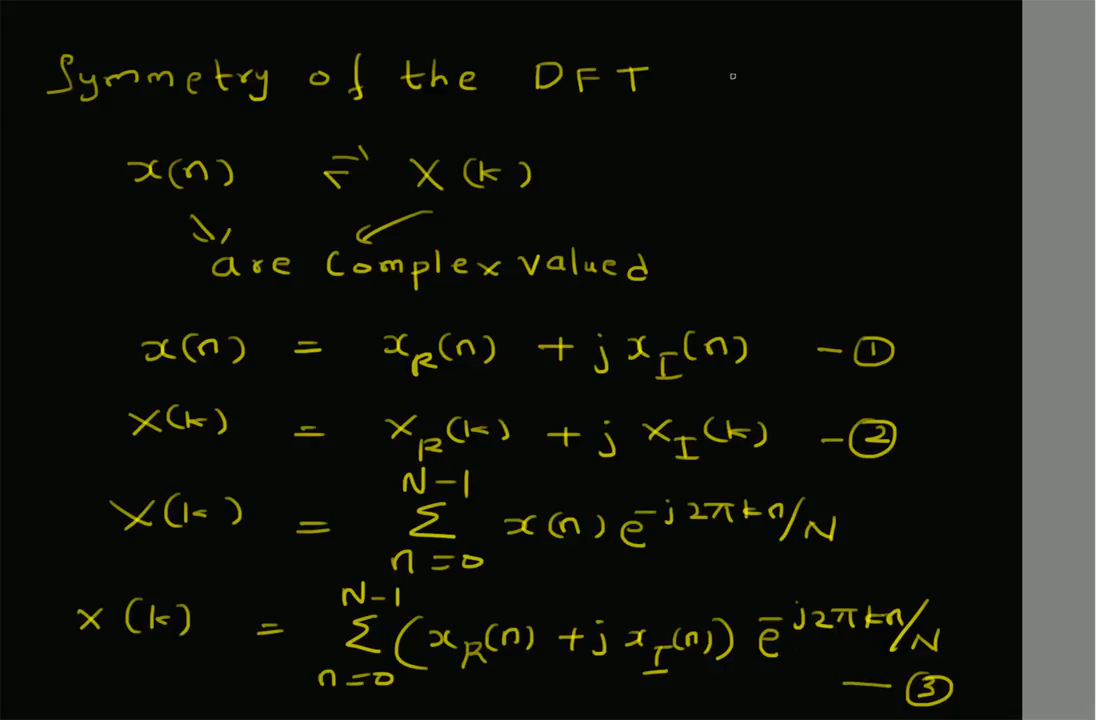 Symmetry of the DFT
x(n) ⇌ X(k)
are complex valued
x(n) = x_R(n) + j x_I(n) - ①
X(k) = X_R(k) + j X_I(k) - ②
X(k) = Σ_{n=0}^{N-1} x(n) e^{-j2πkn/N}
X(k) = Σ_{n=0}^{N-1} (x_R(n) + j x_I(n)) e^{-j2πkn/N} — ③